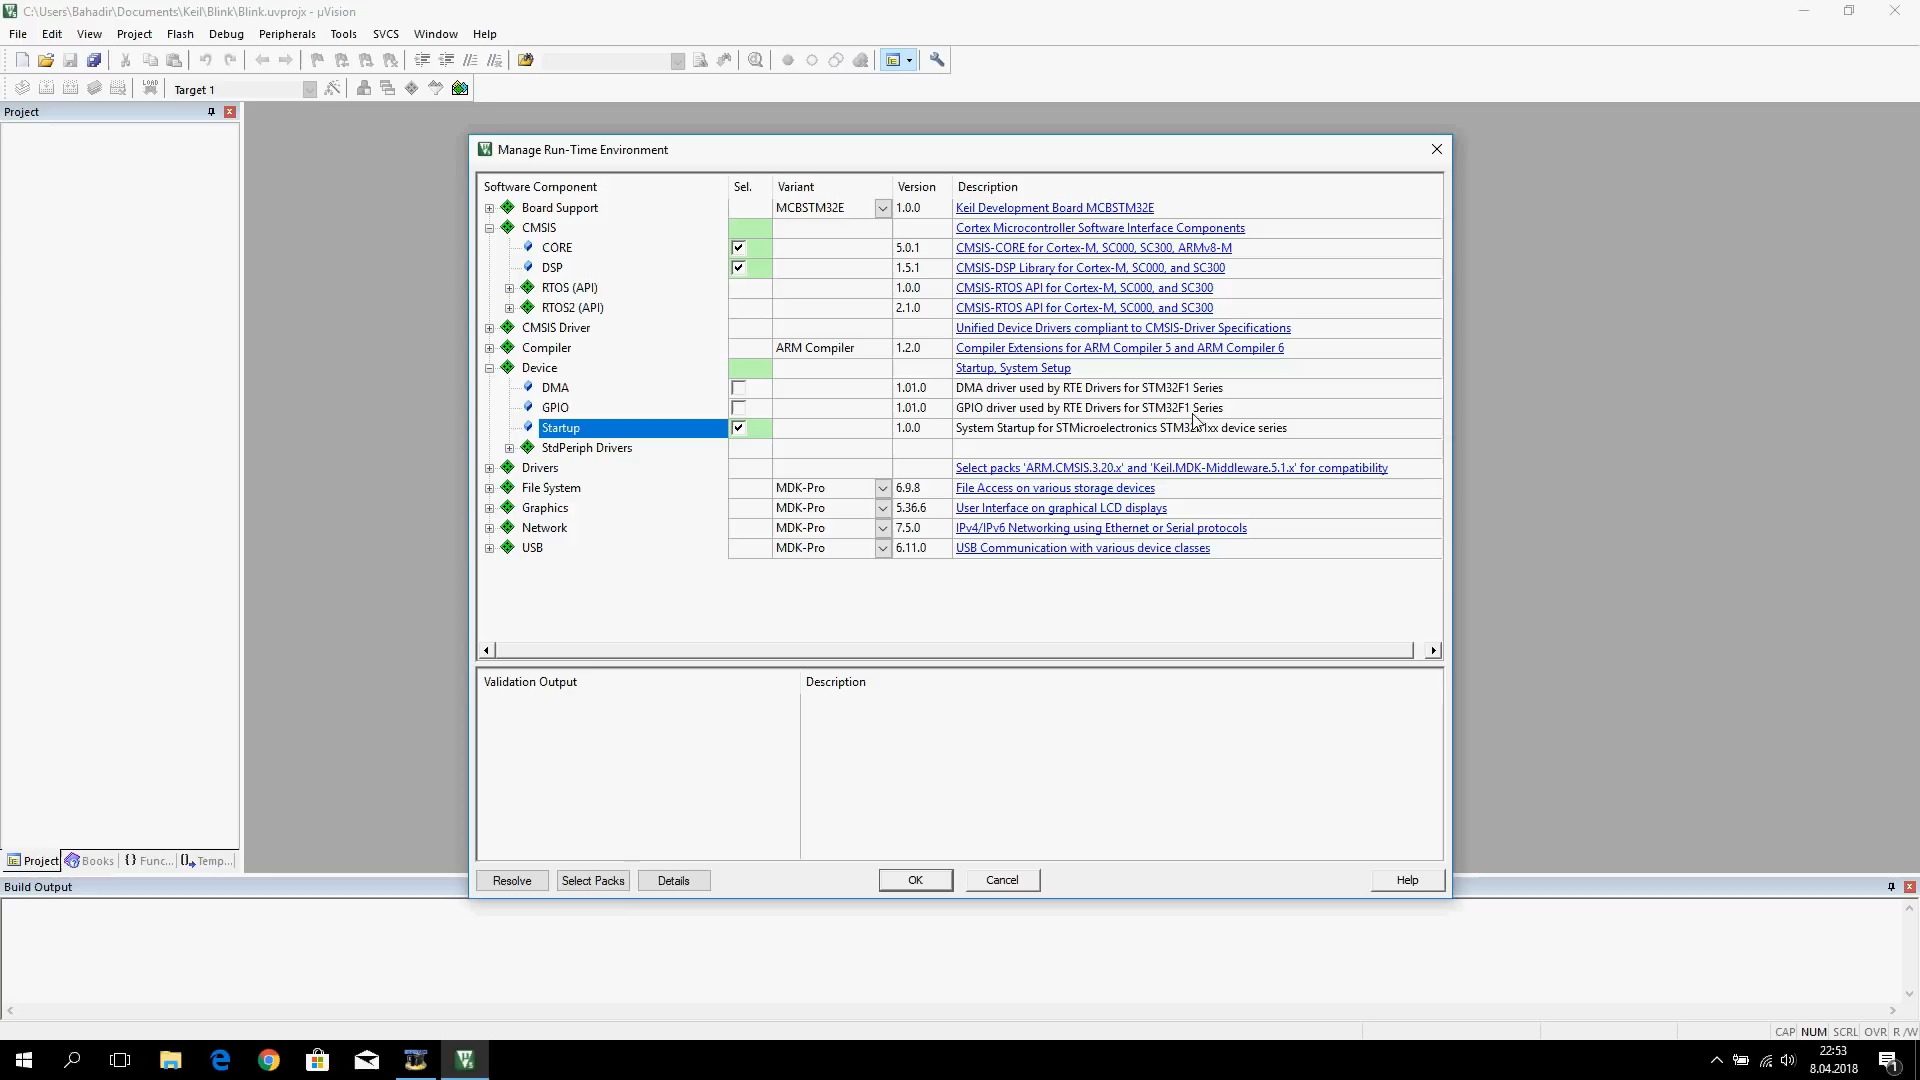 C:\Users\Bahadir\Documents\Keil\Blink\Blink.uvprojx - µVision
File Edit View Project Flash Debug Peripherals Tools SVCS Window Help
LOAD Target 1
Project
Manage Run-Time Environment
Software Component Sel. Variant Version Description
Board Support MCBSTM32E 1.0.0 Keil Development Board MCBSTM32E
CMSIS Cortex Microcontroller Software Interface Components
CORE 5.0.1 CMSIS-CORE for Cortex-M, SC000, SC300, ARMv8-M
DSP 1.5.1 CMSIS-DSP Library for Cortex-M, SC000, and SC300
RTOS (API) 1.0.0 CMSIS-RTOS API for Cortex-M, SC000, and SC300
RTOS2 (API) 2.1.0 CMSIS-RTOS API for Cortex-M, SC000, and SC300
CMSIS Driver Unified Device Drivers compliant to CMSIS-Driver Specifications
Compiler ARM Compiler 1.2.0 Compiler Extensions for ARM Compiler 5 and ARM Compiler 6
Device Startup, System Setup
DMA 1.01.0 DMA driver used by RTE Drivers for STM32F1 Series
GPIO 1.01.0 GPIO driver used by RTE Drivers for STM32F1 Series
Startup 1.0.0 System Startup for STMicroelectronics device series
StdPeriph Drivers
Drivers Select packs 'ARM.CMSIS.3.20.x' and 'Keil.MDK-Middleware.5.1.x' for compatibility
File System MDK-Pro 6.9.8 File Access on various storage devices
Graphics MDK-Pro 5.36.6 User Interface on graphical LCD displays
Network MDK-Pro 7.5.0 IPv4/IPv6 Networking using Ethernet or Serial protocols
USB MDK-Pro 6.11.0 USB Communication with various device classes
Validation Output Description
Resolve Select Packs Details OK Cancel Help
Project Books {} Func... Temp...
Build Output
CAP NUM SCRL OVR R/W
22:53
8.04.2018
1